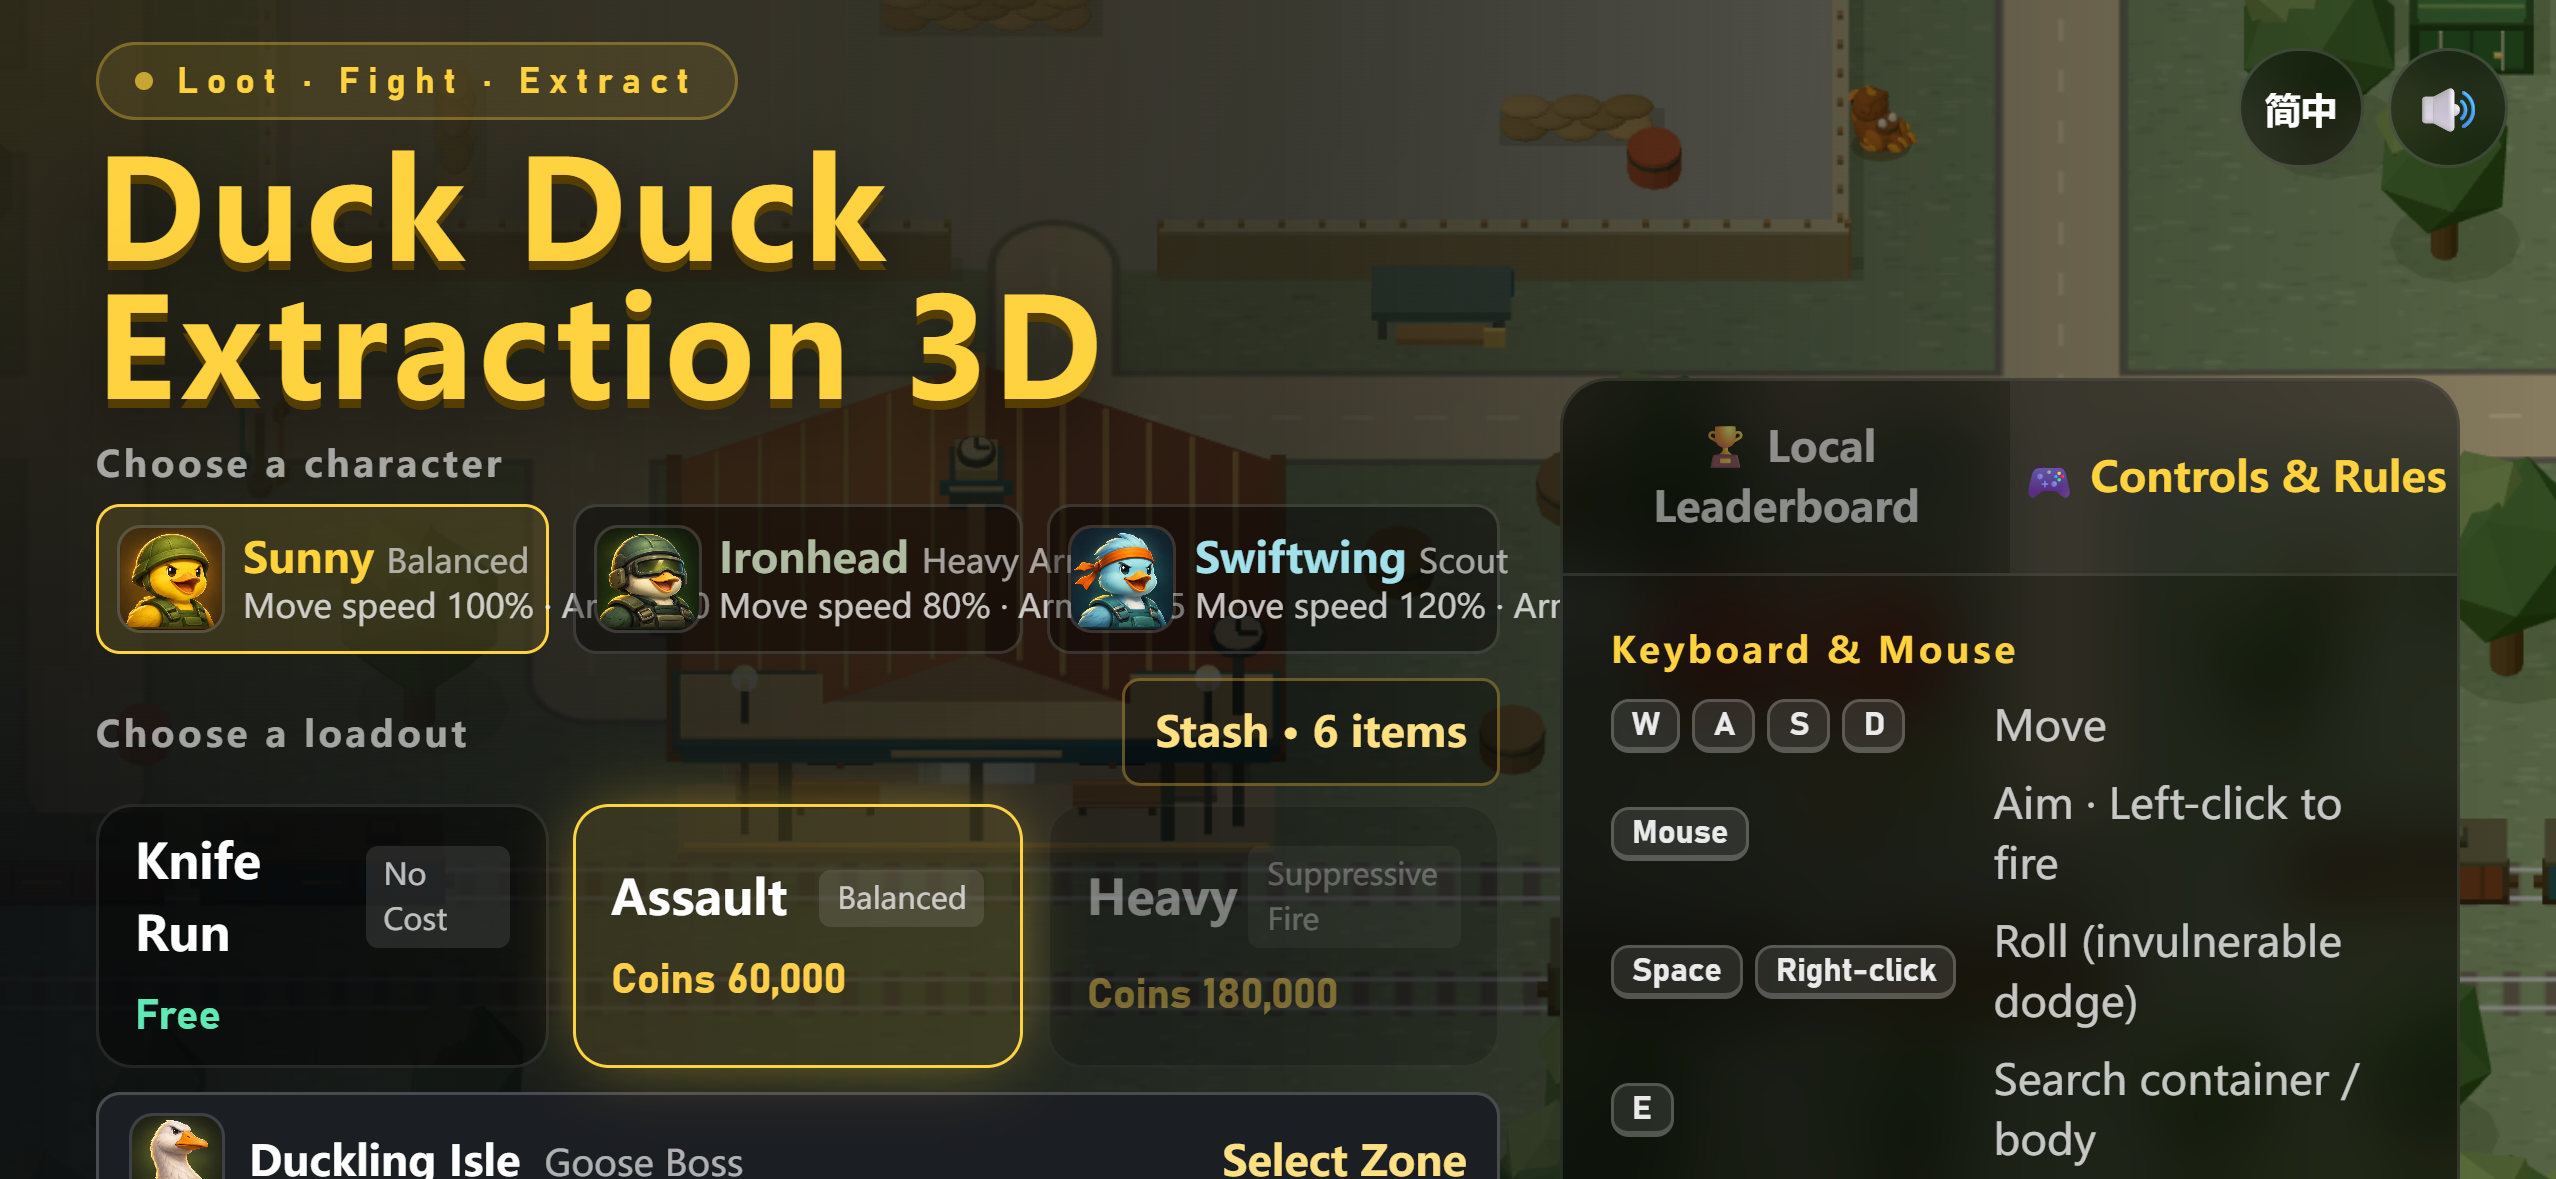 Loot · Fight · Extract
简中
Duck Duck
Extraction 3D
Choose a character
Sunny Balanced
Move speed 100% ·
Ironhead Heavy
Move speed 80% ·
Swiftwing Scout
Move speed 120% ·
Choose a loadout
Stash • 6 items
Knife
Run
No
Cost
Free
Assault Balanced
Coins 60,000
Heavy
Suppressive
Fire
Coins 180,000
Duckling Isle Goose Boss
Select Zone
Local
Leaderboard
Controls & Rules
Keyboard & Mouse
W A S D Move
Mouse
Aim · Left-click to
fire
Space Right-click
Roll (invulnerable
dodge)
E
Search container /
body